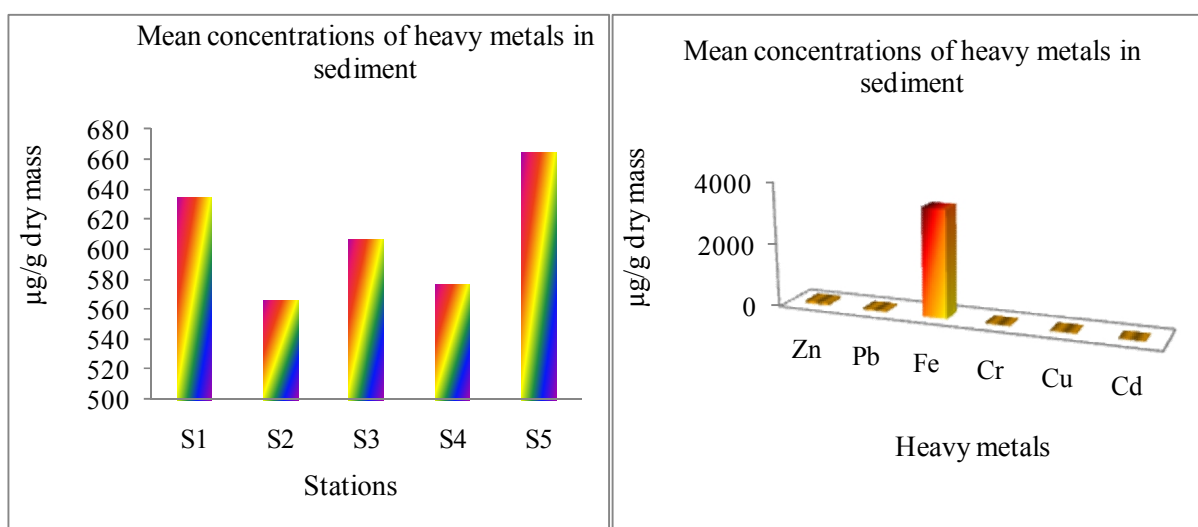 Mean concentrations of heavy metals in
sediment
µg/g dry mass
680
660
640
620
600
580
560
540
520
500
S1 S2 S3 S4 S5
Stations
Mean concentrations of heavy metals in
sediment
µg/g dry mass
4000
2000
0
Zn Pb Fe Cr Cu Cd
Heavy metals